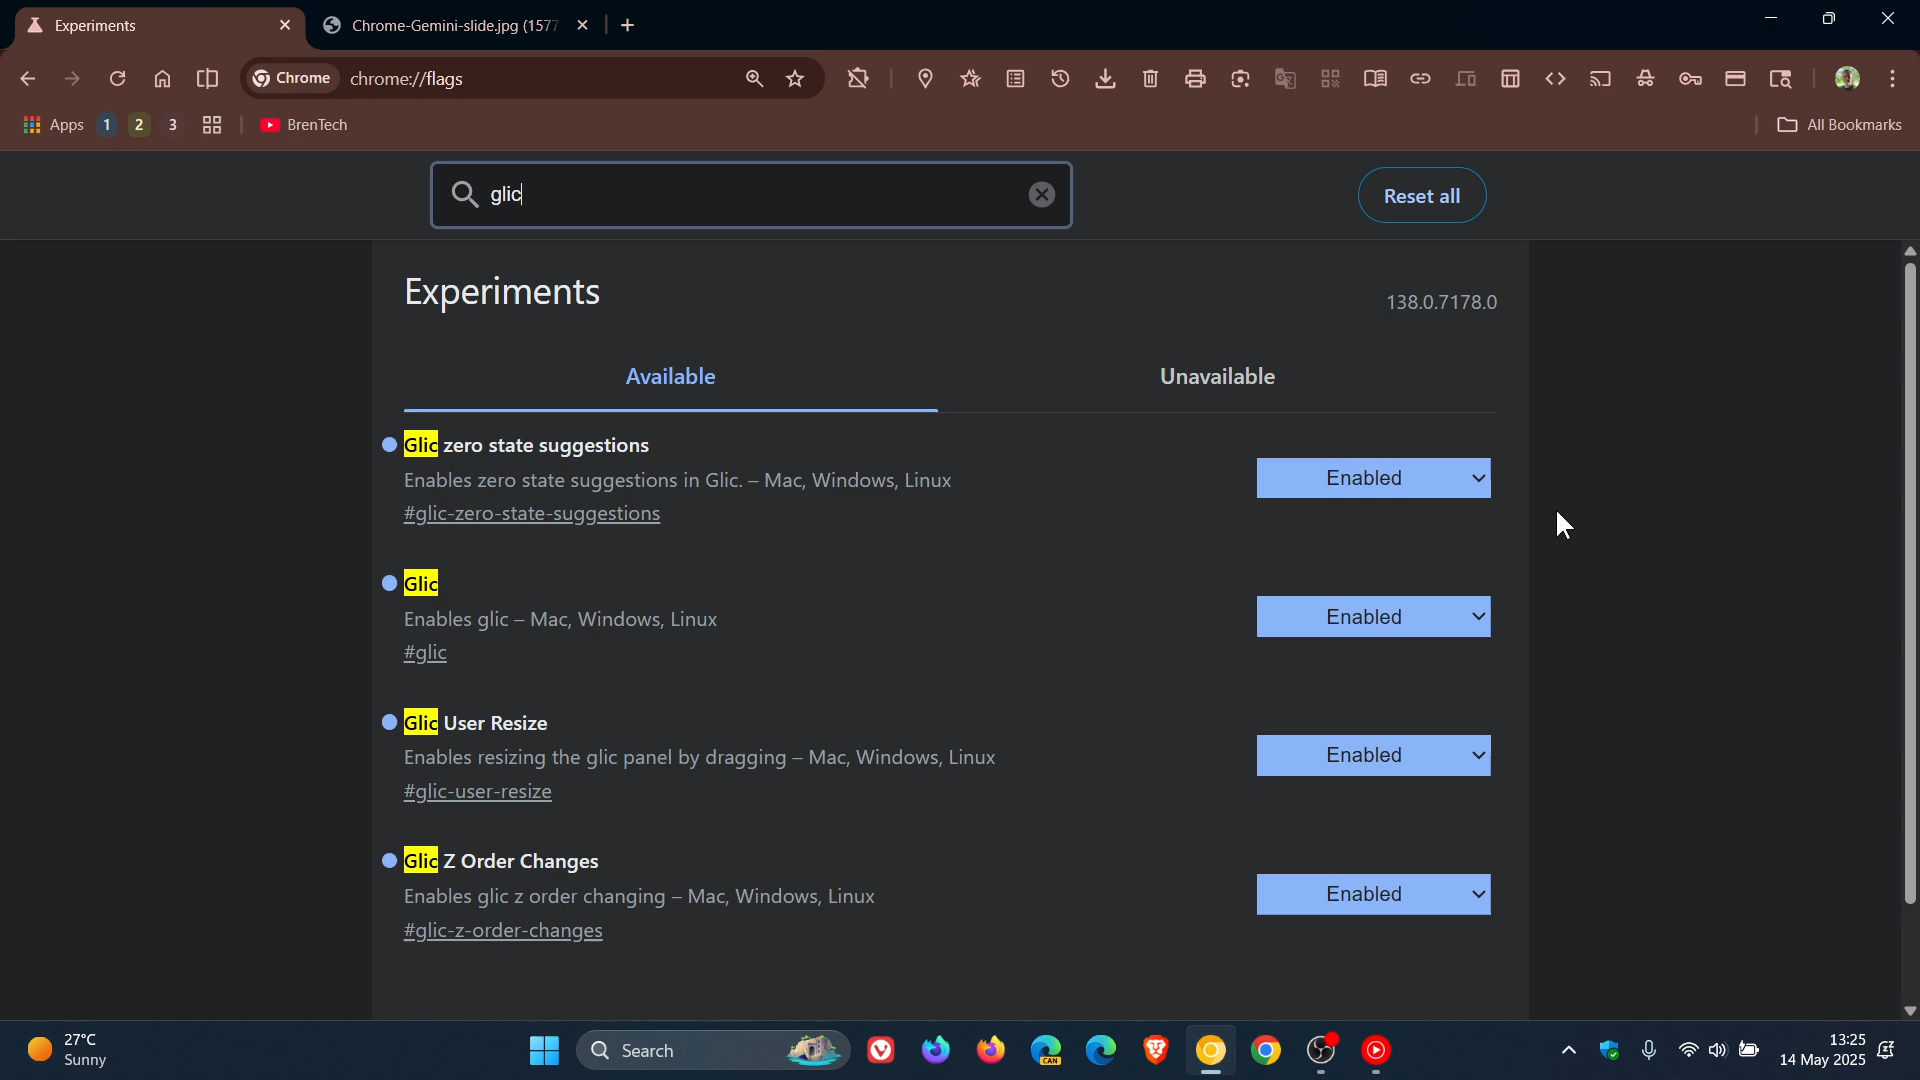 Experiments
Chrome-Gemini-slide.jpg (1577
Chrome
chrome://flags
Apps
1
2
3
BrenTech
All Bookmarks
glic
Reset all
Experiments
138.0.7178.0
Available
Unavailable
Glic zero state suggestions
Enables zero state suggestions in Glic. – Mac, Windows, Linux
#glic-zero-state-suggestions
Enabled
Glic
Enables glic – Mac, Windows, Linux
#glic
Enabled
Glic User Resize
Enables resizing the glic panel by dragging – Mac, Windows, Linux
#glic-user-resize
Enabled
Glic Z Order Changes
Enables glic z order changing – Mac, Windows, Linux
#glic-z-order-changes
Enabled
27°C
Sunny
Search
CAN
13:25
14 May 2025